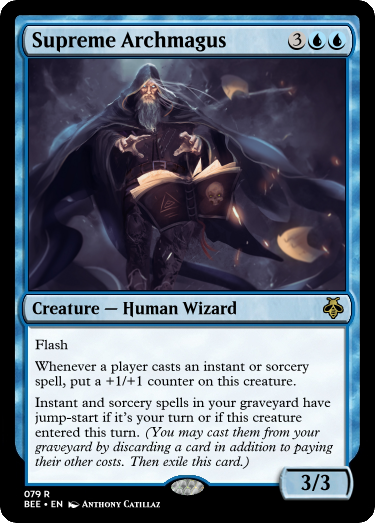 Supreme Archmagus 3
Creature — Human Wizard
Flash
Whenever a player casts an instant or sorcery
spell, put a +1/+1 counter on this creature.
Instant and sorcery spells in your graveyard have
jump-start if it's your turn or if this creature
entered this turn. (You may cast them from your
graveyard by discarding a card in addition to paying
their other costs. Then exile this card.)
3/3
079 R
BEE • EN Anthony Catillaz